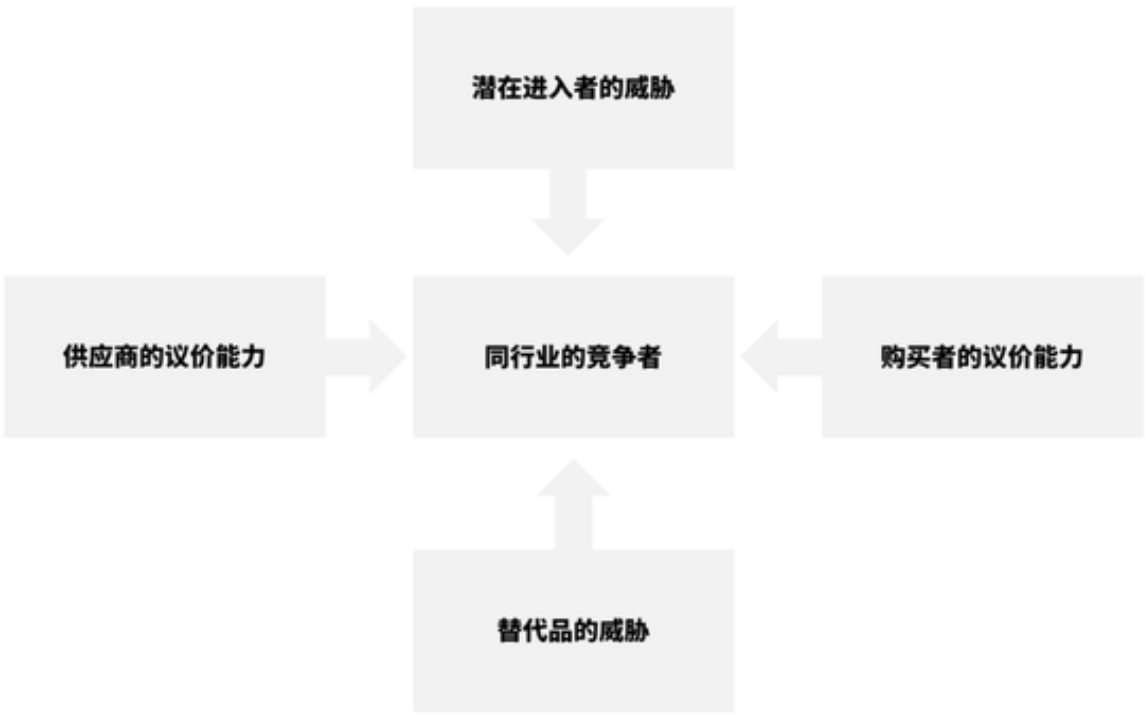 潜在进入者的威胁
供应商的议价能力
同行业的竞争者
购买者的议价能力
替代品的威胁